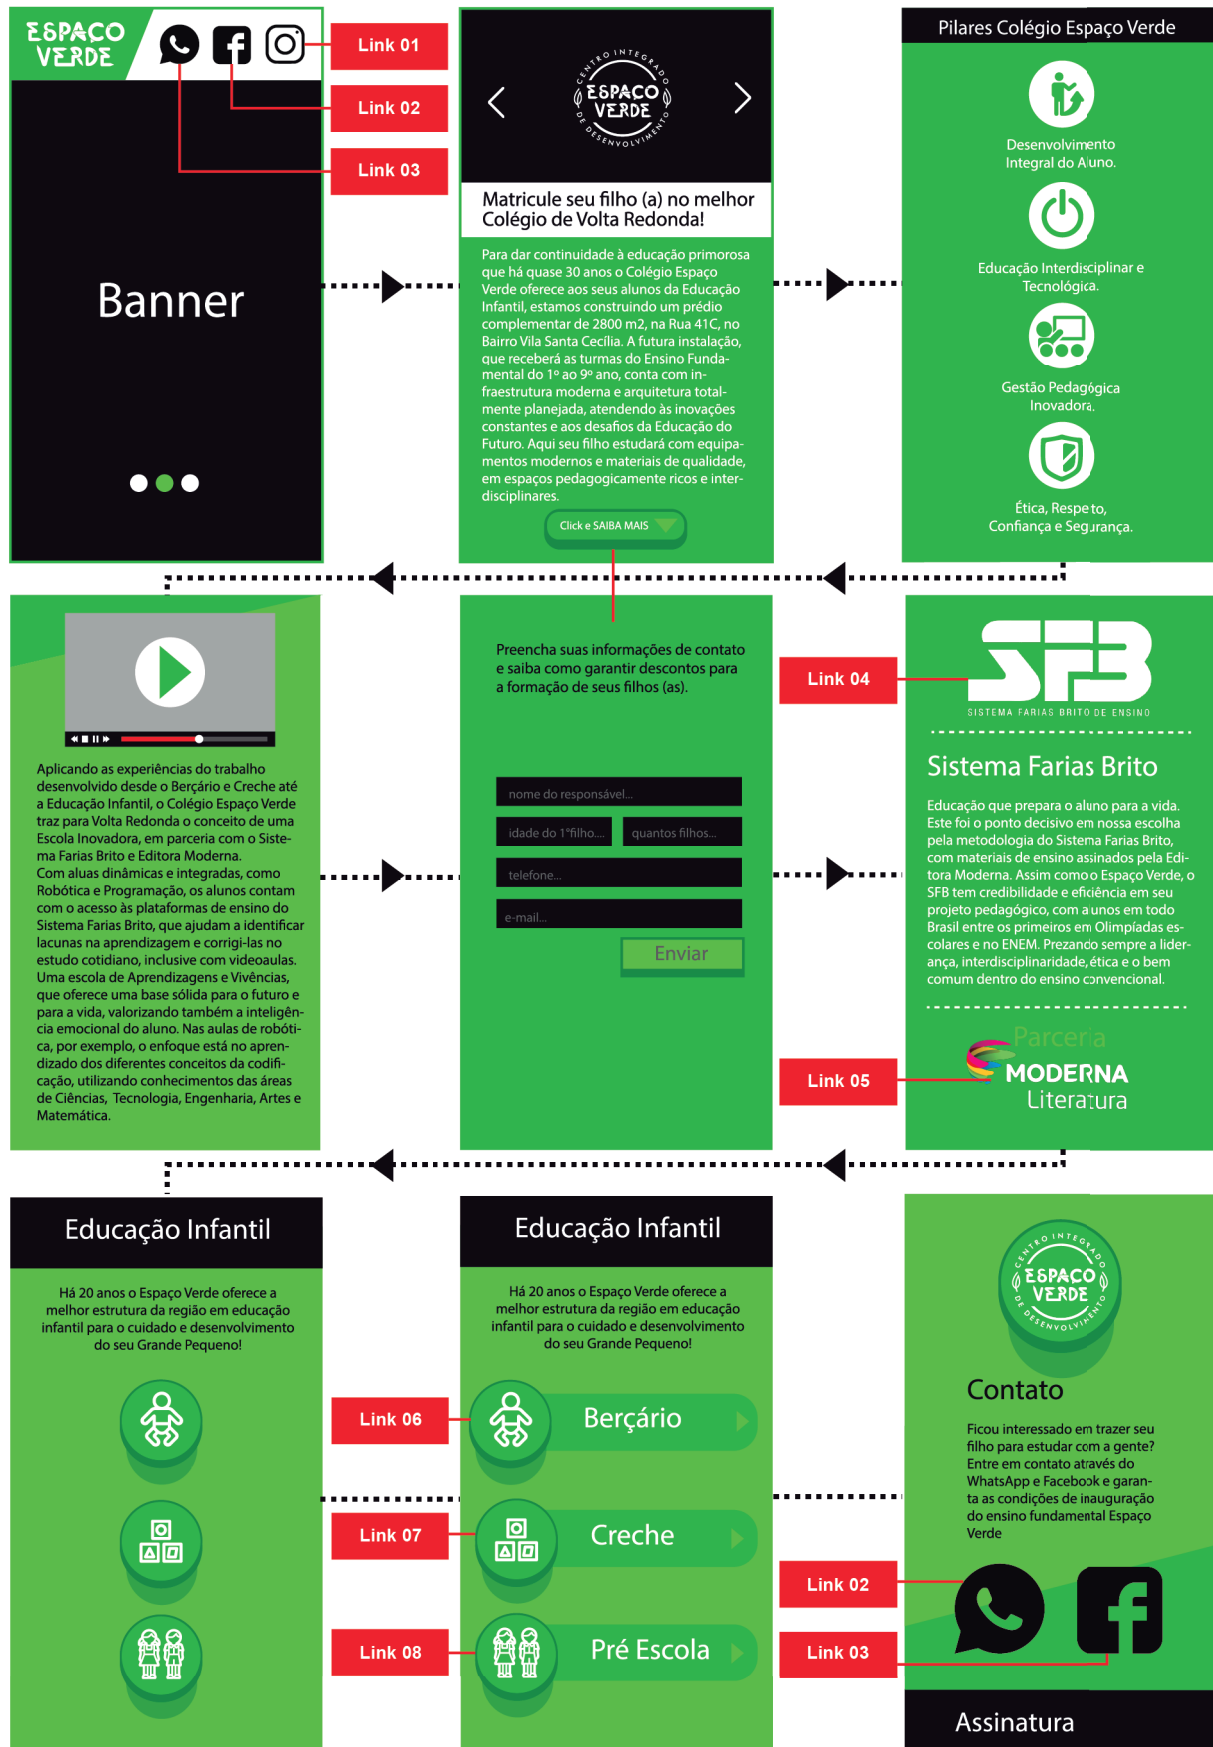 ESPAÇO
VERDE
Link 01
Link 02
Link 03
Banner
CENTRO INTEGRADO
ESPAÇO
VERDE
DE DESENVOLVIMENTO
Matricule seu filho (a) no melhor
Colégio de Volta Redonda!
Para dar continuidade à educação primorosa
que há quase 30 anos o Colégio Espaço
Verde oferece aos seus alunos da Educação
Infantil, estamos construindo um prédio
complementar de 2800 m2, na Rua 41C, no
Bairro Vila Santa Cecília. A futura instalação,
que receberá as turmas do Ensino Funda-
mental do 1º ao 9º ano, conta com in-
fraestrutura moderna e arquitetura total-
mente planejada, atendendo às inovações
constantes e aos desafios da Educação do
Futuro. Aqui seu filho estudará com equipa-
mentos modernos e materiais de qualidade,
em espaços pedagogicamente ricos e inter-
disciplinares.
Click e SAIBA MAIS
Pilares Colégio Espaço Verde
Desenvolvimento
Integral do Aluno.
Educação Interdisciplinar e
Tecnológica.
Gestão Pedagógica
Inovadora.
Ética, Respeto,
Confiança e Segurança.
Aplicando as experiências do trabalho
desenvolvido desde o Berçário e Creche até
a Educação Infantil, o Colégio Espaço Verde
traz para Volta Redonda o conceito de uma
Escola Inovadora, em parceria com o Siste-
ma Farias Brito e Editora Moderna.
Com aluas dinâmicas e integradas, como
Robótica e Programação, os alunos contam
com o acesso às plataformas de ensino do
Sistema Farias Brito, que ajudam a identificar
lacunas na aprendizagem e corrigi-las no
estudo cotidiano, inclusive com videoaulas.
Uma escola de Aprendizagens e Vivências,
que oferece uma base sólida para o futuro e
para a vida, valorizando também a inteligên-
cia emocional do aluno. Nas aulas de robóti-
ca, por exemplo, o enfoque está no apren-
dizado dos diferentes conceitos da codifi-
cação, utilizando conhecimentos das áreas
de Ciências, Tecnologia, Engenharia, Artes e
Matemática.
Preencha suas informações de contato
e saiba como garantir descontos para
a formação de seus filhos (as).
nome do responsável...
idade do 1°filho....
quantos filhos...
telefone...
e-mail...
Enviar
Link 04
SFB
SISTEMA FARIAS BRITO DE ENSINO
Sistema Farias Brito
Educação que prepara o aluno para a vida.
Este foi o ponto decisivo em nossa escolha
pela metodologia do Sistema Farias Brito,
com materiais de ensino assinados pela Edi-
tora Moderna. Assim como o Espaço Verde, o
SFB tem credibilidade e eficiência em seu
projeto pedagógico, com alunos em todo
Brasil entre os primeiros em Olimpíadas es-
colares e no ENEM. Prezando sempre a lider-
ança, interdisciplinaridade, ética e o bem
comum dentro do ensino convencional.
Parceria
MODERNA
Literatura
Link 05
Educação Infantil
Há 20 anos o Espaço Verde oferece a
melhor estrutura da região em educação
infantil para o cuidado e desenvolvimento
do seu Grande Pequeno!
Educação Infantil
Há 20 anos o Espaço Verde oferece a
melhor estrutura da região em educação
infantil para o cuidado e desenvolvimento
do seu Grande Pequeno!
Link 06
Berçário
Link 07
Creche
Link 08
Pré Escola
CENTRO INTEGRADO
ESPAÇO
VERDE
DE DESENVOLVIMENTO
Contato
Ficou interessado em trazer seu
filho para estudar com a gente?
Entre em contato através do
WhatsApp e Facebook e garan-
ta as condições de inauguração
do ensino fundamental Espaço
Verde
Link 02
Link 03
Assinatura